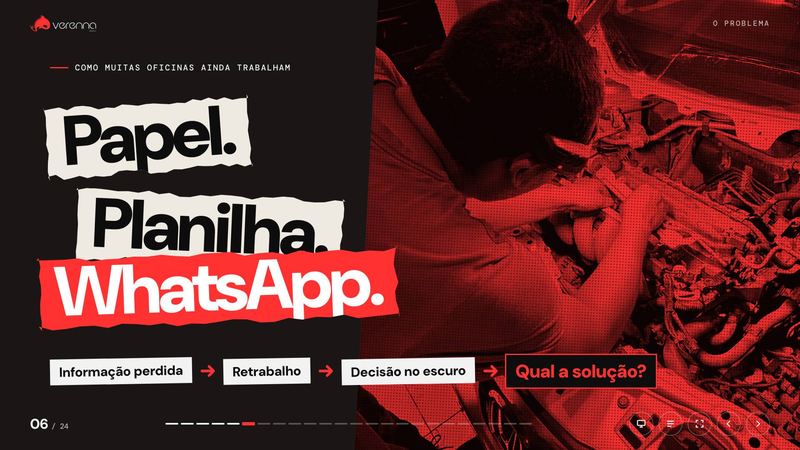 verenna
O PROBLEMA
COMO MUITAS OFICINAS AINDA TRABALHAM
Papel.
Planilha.
WhatsApp.
Informação perdida → Retrabalho → Decisão no escuro → Qual a solução?
06 / 24